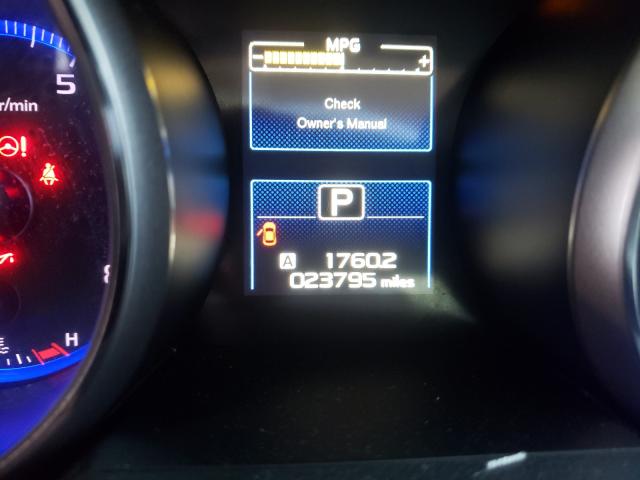 MPG
- +
5
r/min
Check
Owner's Manual
!
P
A 1760.2
023795 miles
H